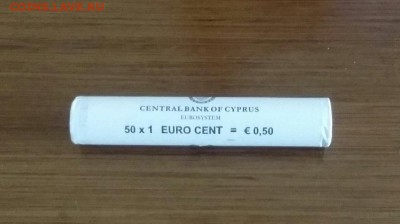 CENTRAL BANK OF CYPRUS
EUROSYSTEM
50 x 1 EURO CENT = € 0,50